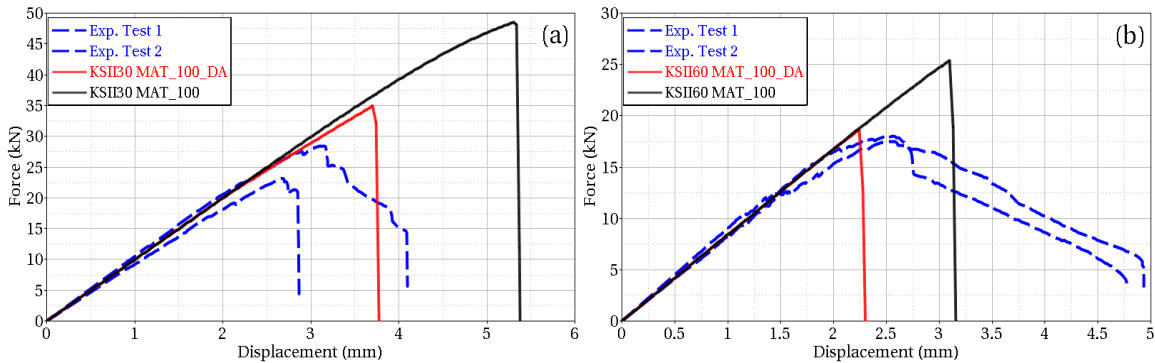 50
45
40
35
30
25
20
15
10
5
0
Force (kN)
Exp. Test 1
Exp. Test 2
KSII30 MAT_100_DA
KSII30 MAT_100
(a)
0 1 2 3 4 5 6
Displacement (mm)
30
25
20
15
10
5
0
Force (kN)
Exp. Test 1
Exp. Test 2
KSII60 MAT_100_DA
KSII60 MAT_100
(b)
0 0.5 1 1.5 2 2.5 3 3.5 4 4.5 5
Displacement (mm)